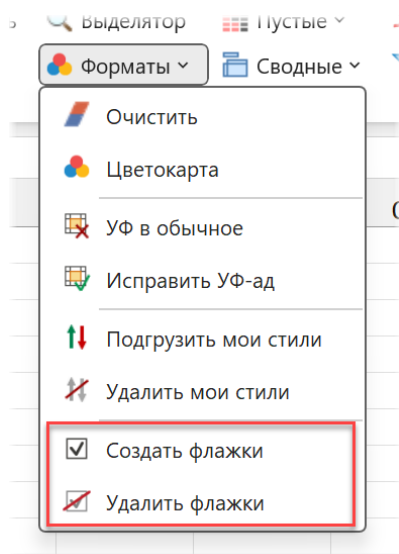 Выделятор
Пустые
Форматы
Сводные
Очистить
Цветокарта
УФ в обычное
Исправить УФ-ад
Подгрузить мои стили
Удалить мои стили
Создать флажки
Удалить флажки